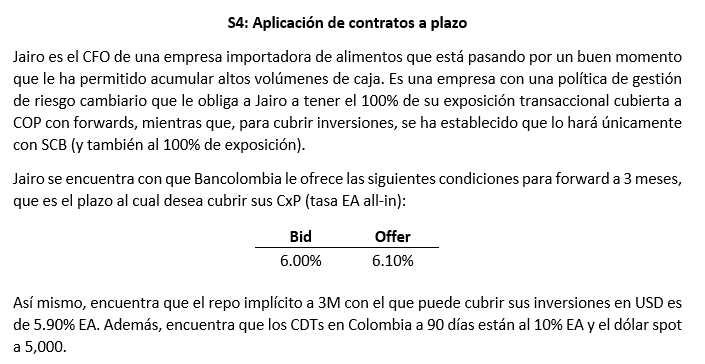 S4: Aplicación de contratos a plazo
Jairo es el CFO de una empresa importadora de alimentos que está pasando por un buen momento
que le ha permitido acumular altos volúmenes de caja. Es una empresa con una política de gestión
de riesgo cambiario que le obliga a Jairo a tener el 100% de su exposición transaccional cubierta a
COP con forwards, mientras que, para cubrir inversiones, se ha establecido que lo hará únicamente
con SCB (y también al 100% de exposición).
Jairo se encuentra con que Bancolombia le ofrece las siguientes condiciones para forward a 3 meses,
que es el plazo al cual desea cubrir sus CxP (tasa EA all-in):
Bid Offer
6.00% 6.10%
Así mismo, encuentra que el repo implícito a 3M con el que puede cubrir sus inversiones en USD es
de 5.90% EA. Además, encuentra que los CDTs en Colombia a 90 días están al 10% EA y el dólar spot
a 5,000.